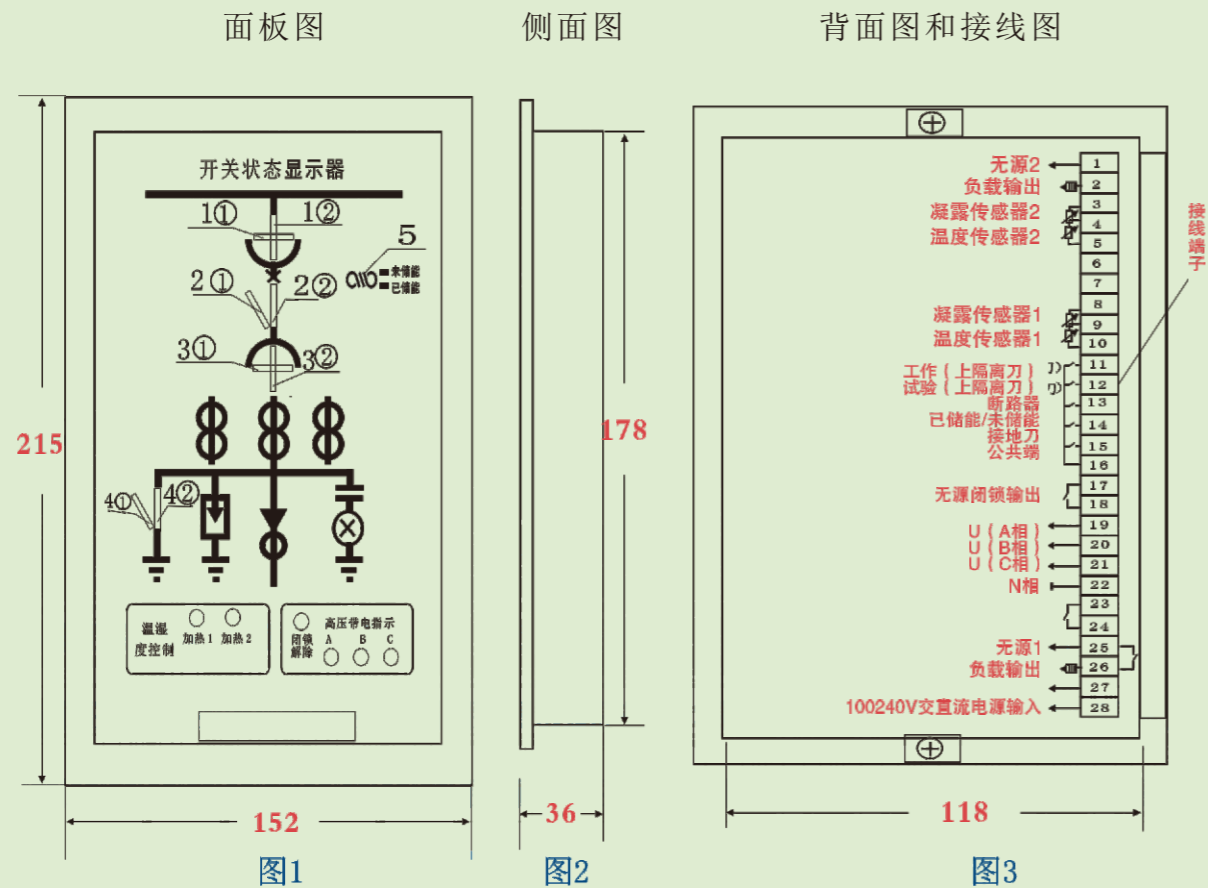 面板图
侧面图
背面图和接线图
开关状态显示器
1① 1②
5
未储能
已储能
2① 2②
3① 3②
4① 4②
温湿度控制
加热1 加热2
闭锁解除
高压带电指示
A B C
215
152
图1
178
36
图2
无源2 1
负载输出 2
凝露传感器2 3
4
温度传感器2 5
6
7
凝露传感器1 8
9
温度传感器1 10
工作(上隔离刀) 11
试验(上隔离刀) 12
断路器 13
已储能/未储能 14
接地刀 15
公共端 16
无源闭锁输出 17
18
U(A相) 19
U(B相) 20
U(C相) 21
N相 22
23
24
无源1 25
负载输出 26
27
100240V交直流电源输入 28
接线端子
118
图3